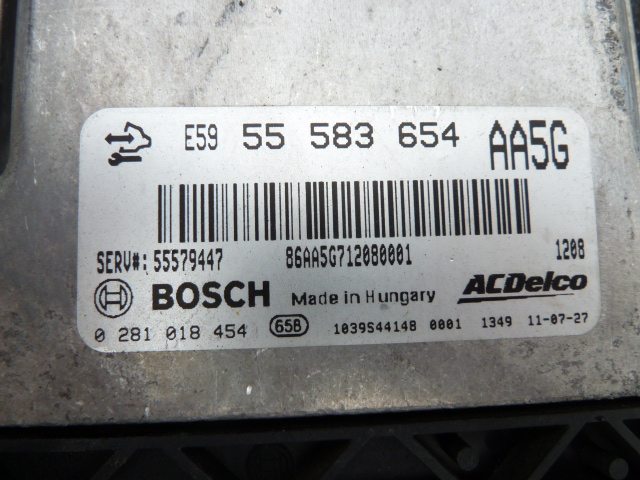 E59 55 583 654 AA5G
SERV#: 55579447 86AA5G712080001 1208
BOSCH Made in Hungary ACDelco
0 281 018 454 65B 1039S44148 0001 1349 11-07-27